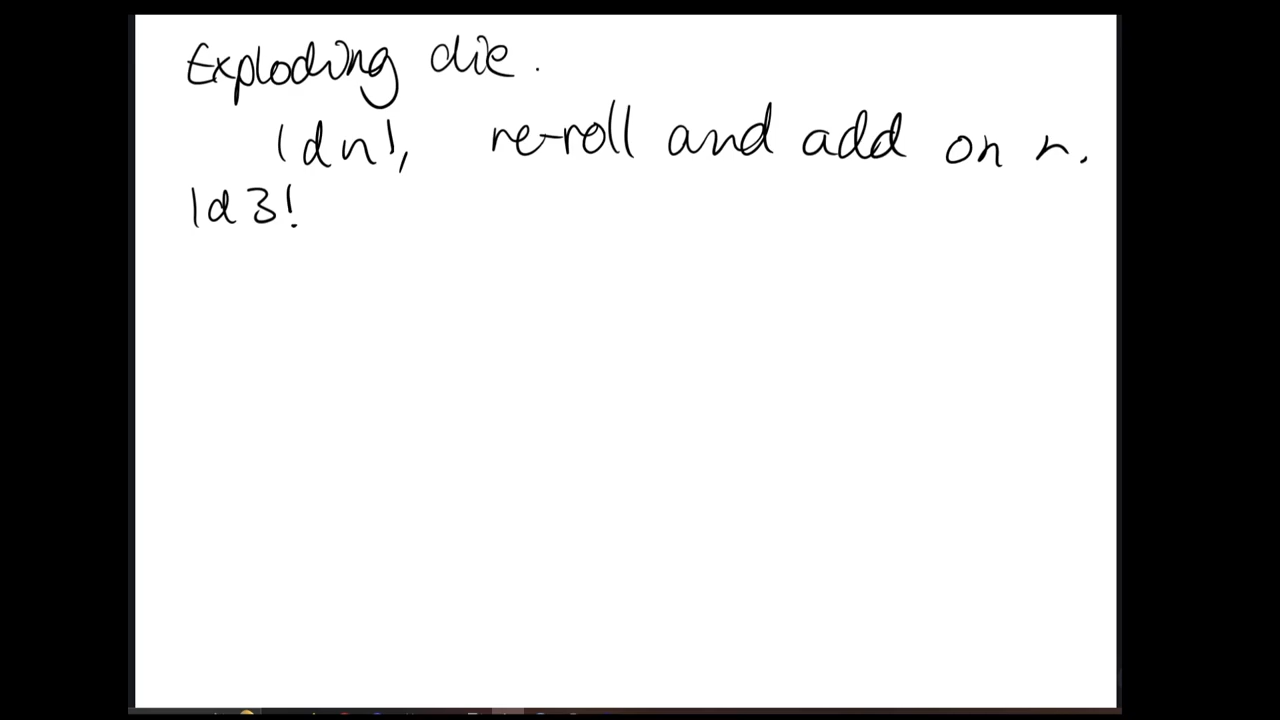 Exploding die.
1dn!, re-roll and add on n.
1d3!